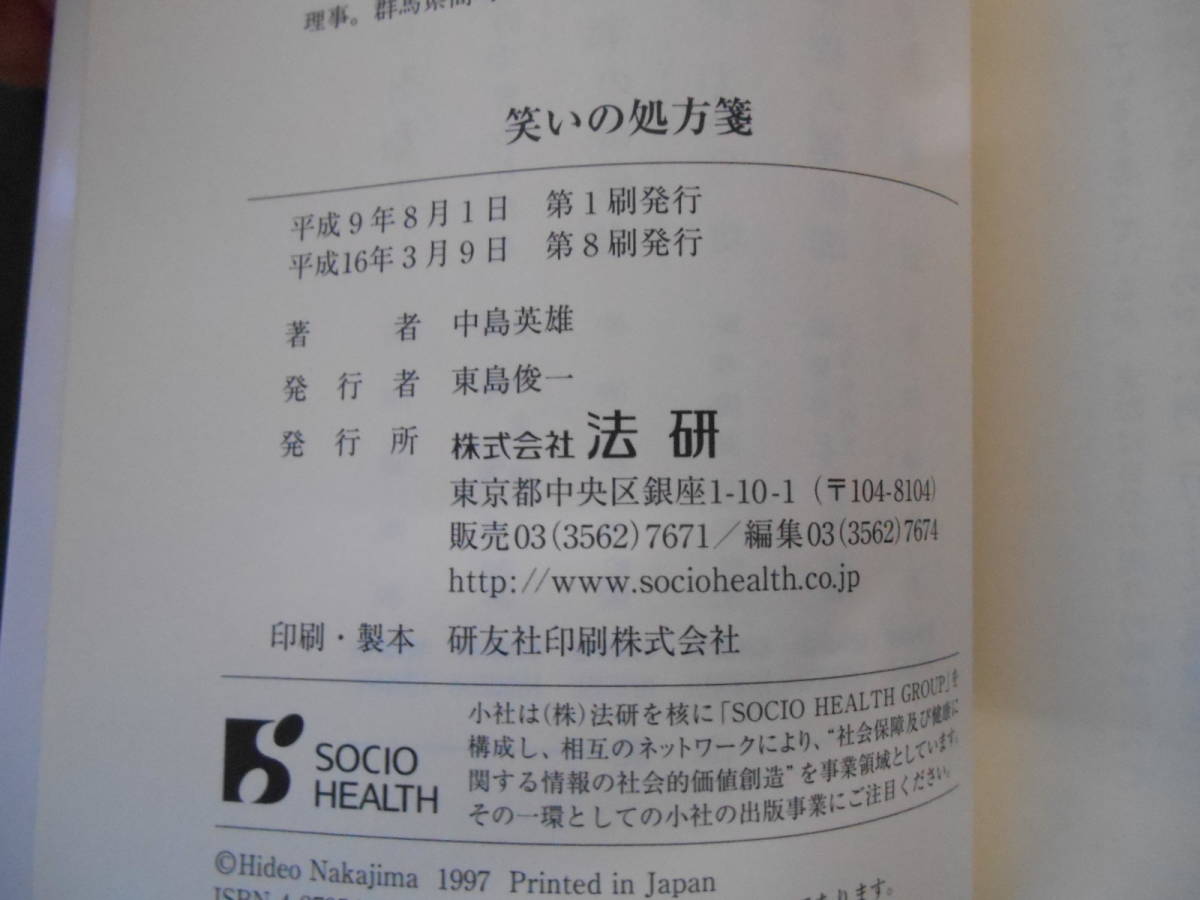 理事。群馬県
笑いの処方箋
平成9年8月1日 第1刷発行
平成16年3月9日 第8刷発行
著者 中島英雄
発行者 東島俊一
発行所 株式会社 法研
東京都中央区銀座1-10-1(〒104-8104)
販売03(3562)7671/編集03(3562)7674
http://www.sociohealth.co.jp
印刷・製本 研友社印刷株式会社
SOCIO
HEALTH
小社は(株)法研を核に「SOCIO HEALTH GROUP」を
構成し、相互のネットワークにより、“社会保障及び健康に
関する情報の社会的価値創造”を事業領域としています。
その一環としての小社の出版事業にご注目ください。
©Hideo Nakajima 1997 Printed in Japan
ISBN
あります。